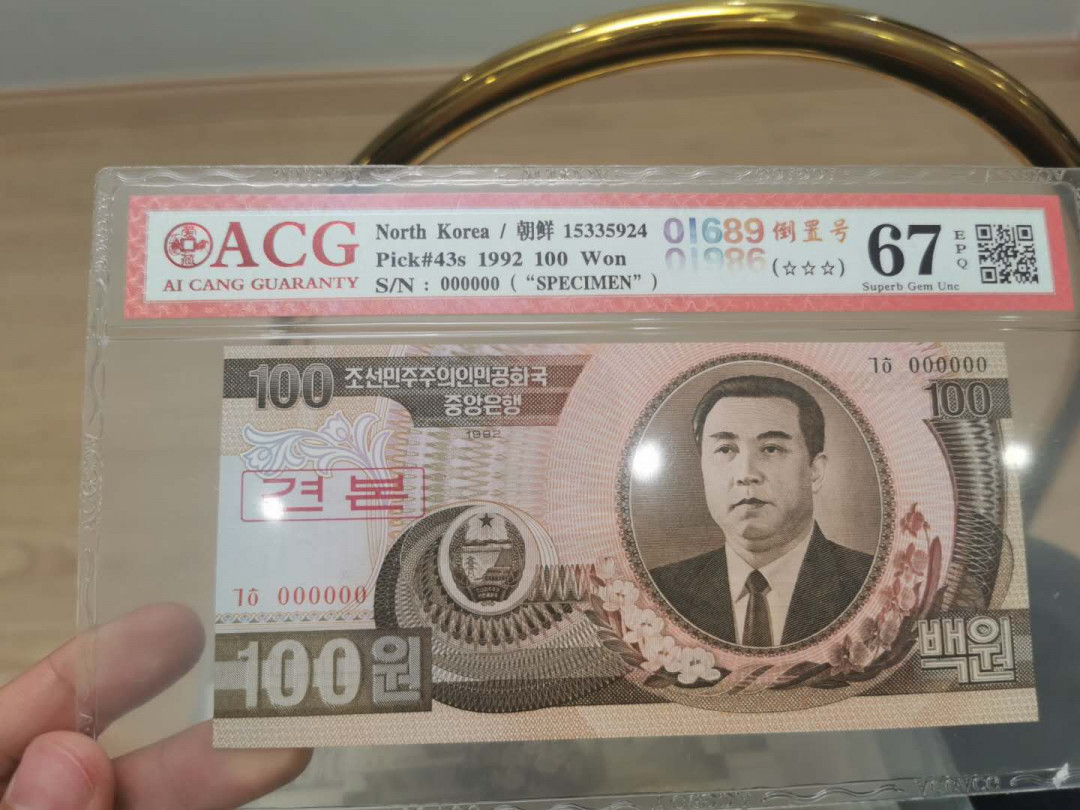 ACG
AI CANG GUARANTY
North Korea / 朝鲜 15335924
Pick#43s 1992 100 Won
S/N : 000000 ( “SPECIMEN” )
01689 倒置号
01986 (☆☆☆)
67 EPQ
Superb Gem Unc
100 조선민주주의인민공화국
중앙은행
1992
000000
100
견본
000000
100원
백원